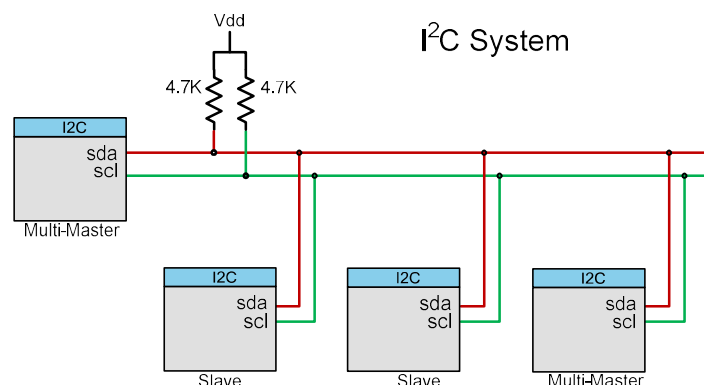 I²C System
Vdd
4.7K 4.7K
I2C
sda
scl
Multi-Master
I2C
sda
scl
Slave
I2C
sda
scl
Slave
I2C
sda
scl
Multi-Master